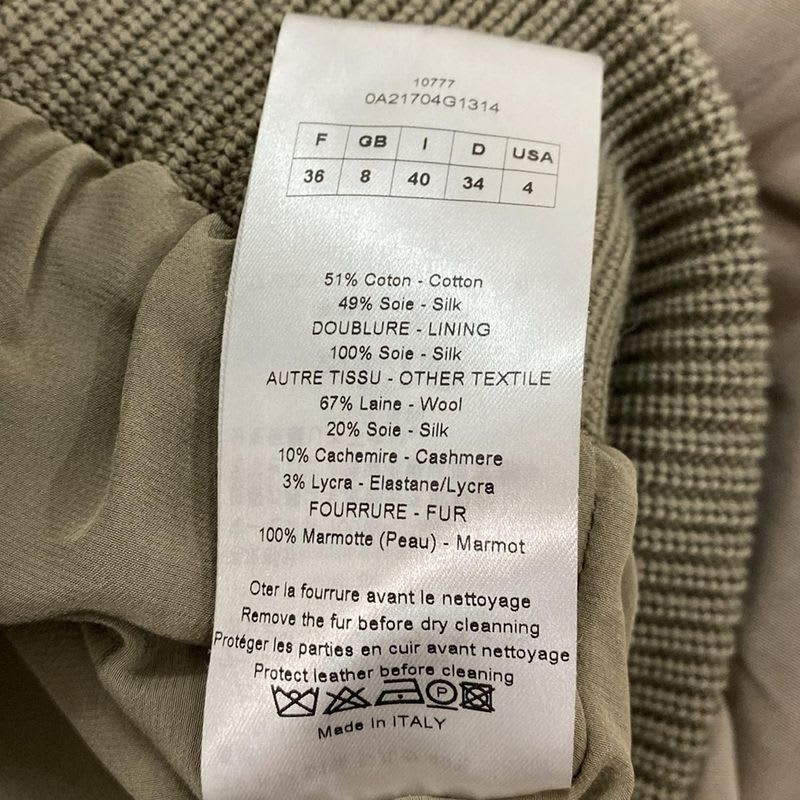 10777
0A21704G1314
F GB I D USA
36 8 40 34 4
51% Coton - Cotton
49% Soie - Silk
DOUBLURE - LINING
100% Soie - Silk
AUTRE TISSU - OTHER TEXTILE
67% Laine - Wool
20% Soie - Silk
10% Cachemire - Cashmere
3% Lycra - Elastane/Lycra
FOURRURE - FUR
100% Marmotte (Peau) - Marmot
Oter la fourrure avant le nettoyage
Remove the fur before dry cleanning
Protéger les parties en cuir avant nettoyage
Protect leather before cleaning
P
Made in ITALY